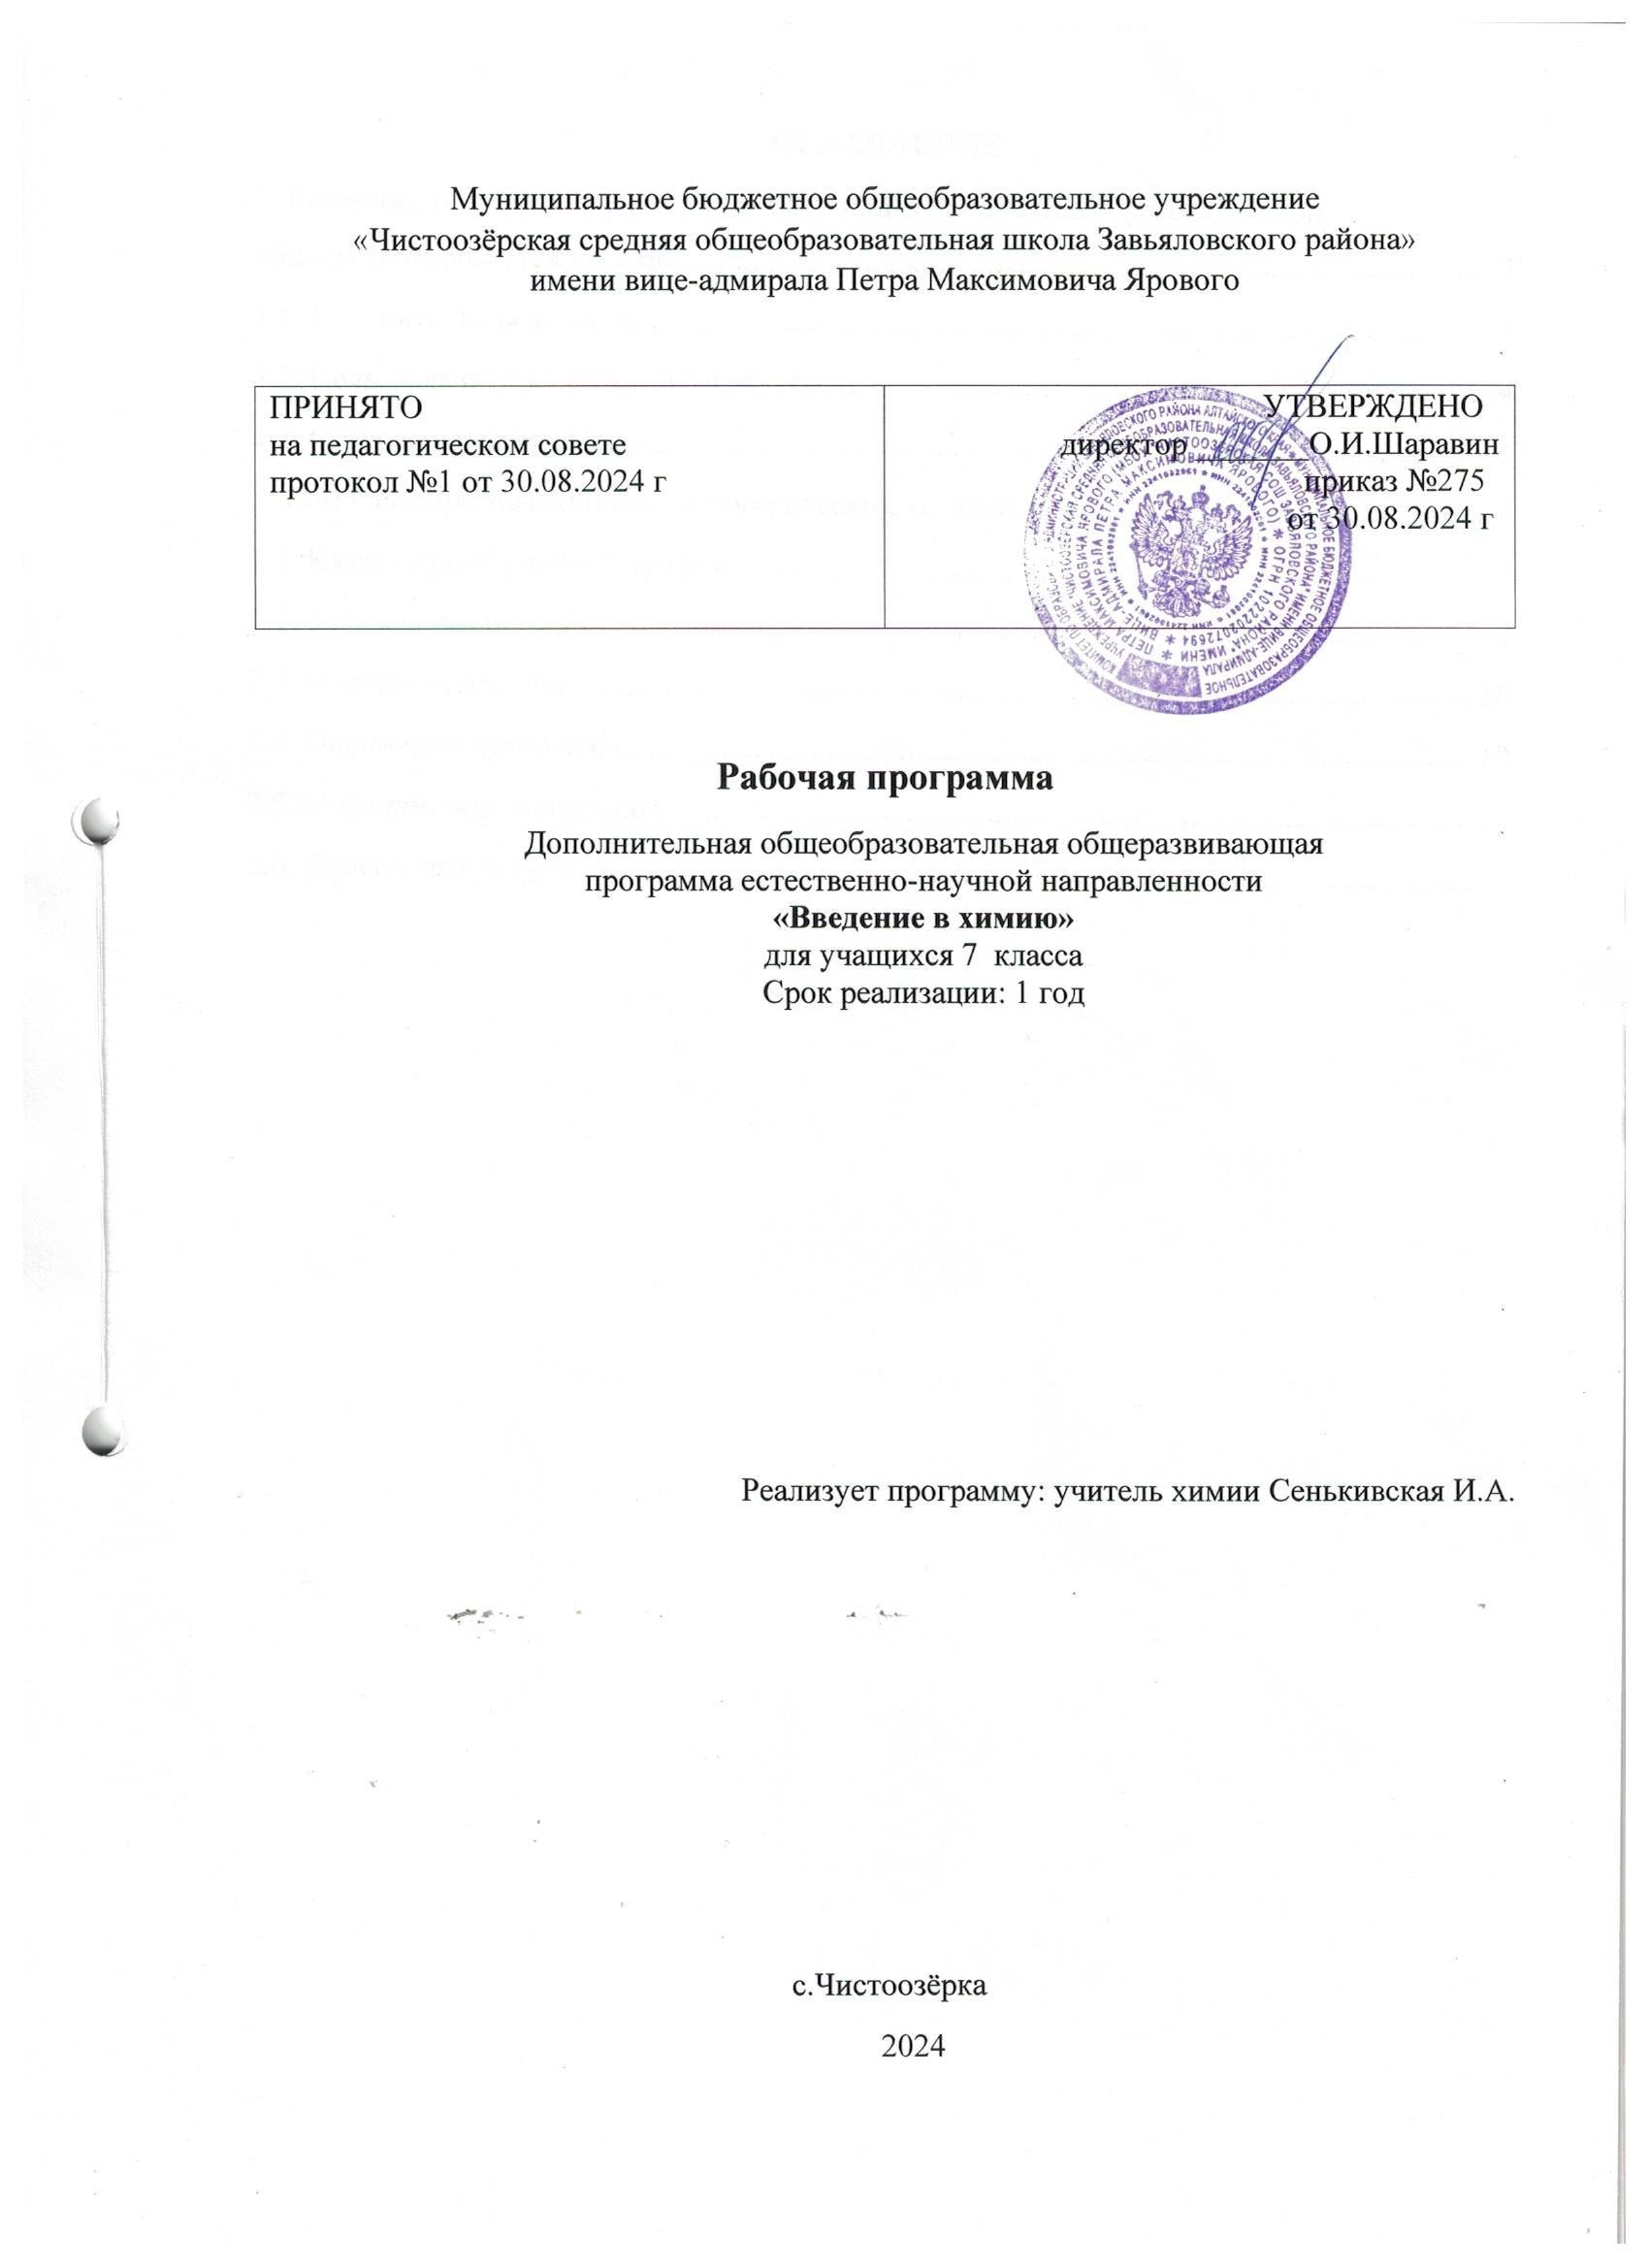 Муниципальное бюджетное общеобразовательное учреждение
«Чистоозёрская средняя общеобразовательная школа Завьяловского района»
имени вице-адмирала Петра Максимовича Ярового
ПРИНЯТО
на педагогическом совете
протокол №1 от 30.08.2024 г
УТВЕРЖДЕНО
директор _______ О.И.Шаравин
приказ №275
от 30.08.2024 г
Рабочая программа
Дополнительная общеобразовательная общеразвивающая
программа естественно-научной направленности
«Введение в химию»
для учащихся 7 класса
Срок реализации: 1 год
Реализует программу: учитель химии Сенькивская И.А.
с.Чистоозёрка
2024